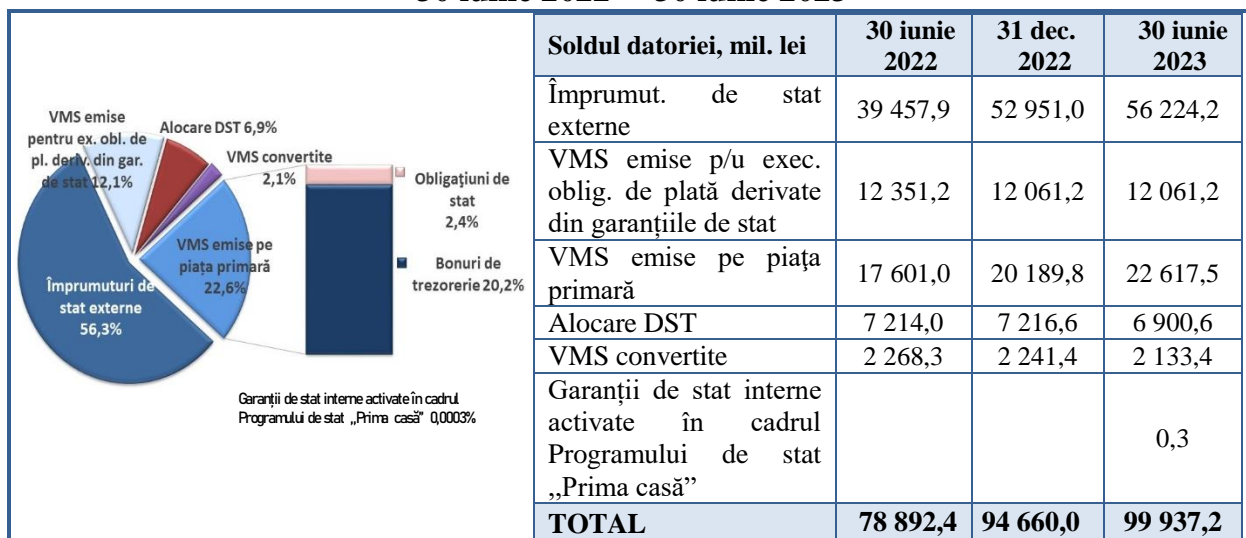 30 iunie 2022 – 30 iunie 2023
VMS emise
pentru ex. obl. de
pl. deriv. din gar.
de stat 12,1%
Alocare DST 6,9%
VMS convertite
2,1%
Obligațiuni de
stat
2,4%
VMS emise pe
piața primară
22,6%
Bonuri de
trezorerie 20,2%
Împrumuturi de
stat externe
56,3%
Garanții de stat interne activate în cadrul
Programului de stat „Prima casă" 0,0003%
Soldul datoriei, mil. lei
30 iunie
2022
31 dec.
2022
30 iunie
2023
Împrumut. de stat
externe
39 457,9 52 951,0 56 224,2
VMS emise p/u exec.
oblig. de plată derivate
din garanțiile de stat
12 351,2 12 061,2 12 061,2
VMS emise pe piaţa
primară
17 601,0 20 189,8 22 617,5
Alocare DST 7 214,0 7 216,6 6 900,6
VMS convertite 2 268,3 2 241,4 2 133,4
Garanții de stat interne
activate în cadrul
Programului de stat
,,Prima casă”
0,3
TOTAL 78 892,4 94 660,0 99 937,2